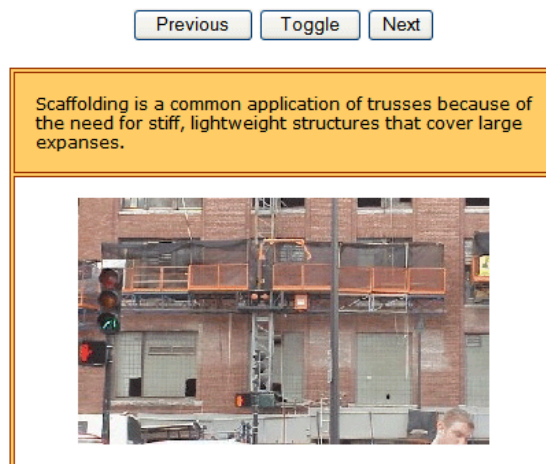 Previous Toggle Next
Scaffolding is a common application of trusses because of
the need for stiff, lightweight structures that cover large
expanses.